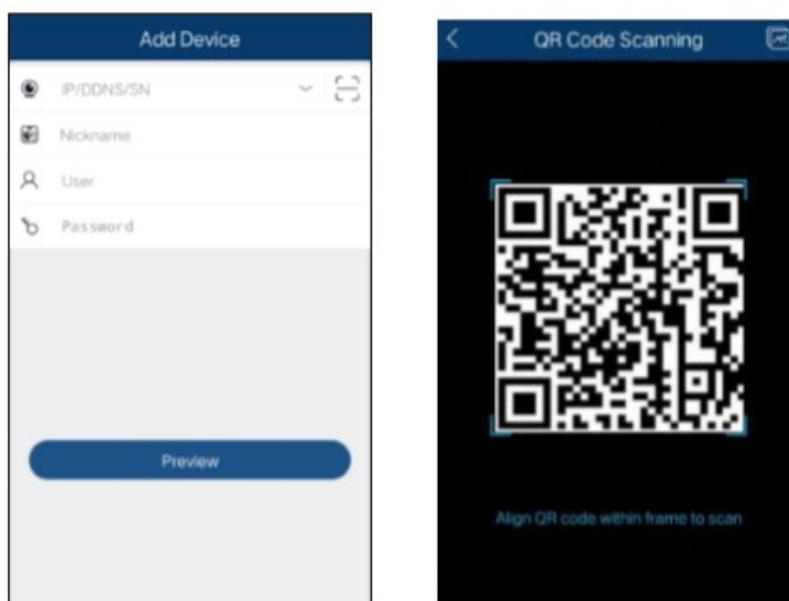 Add Device
IP/DDNS/SN
Nickname
User
Password
Preview
QR Code Scanning
Align QR code within frame to scan